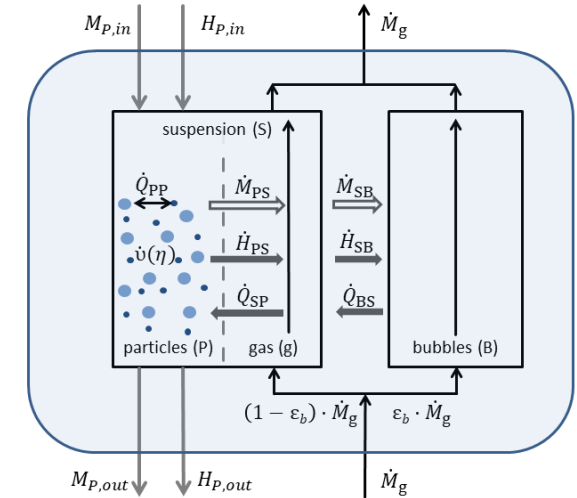 M_{P,in} H_{P,in} Ṁ_g
suspension (S)
Q̇_PP Ṁ_PS Ṁ_SB
υ̇(η) Ḣ_PS Ḣ_SB
Q̇_SP Q̇_BS
particles (P) gas (g) bubbles (B)
(1 − ε_b) · Ṁ_g ε_b · Ṁ_g
M_{P,out} H_{P,out} Ṁ_g